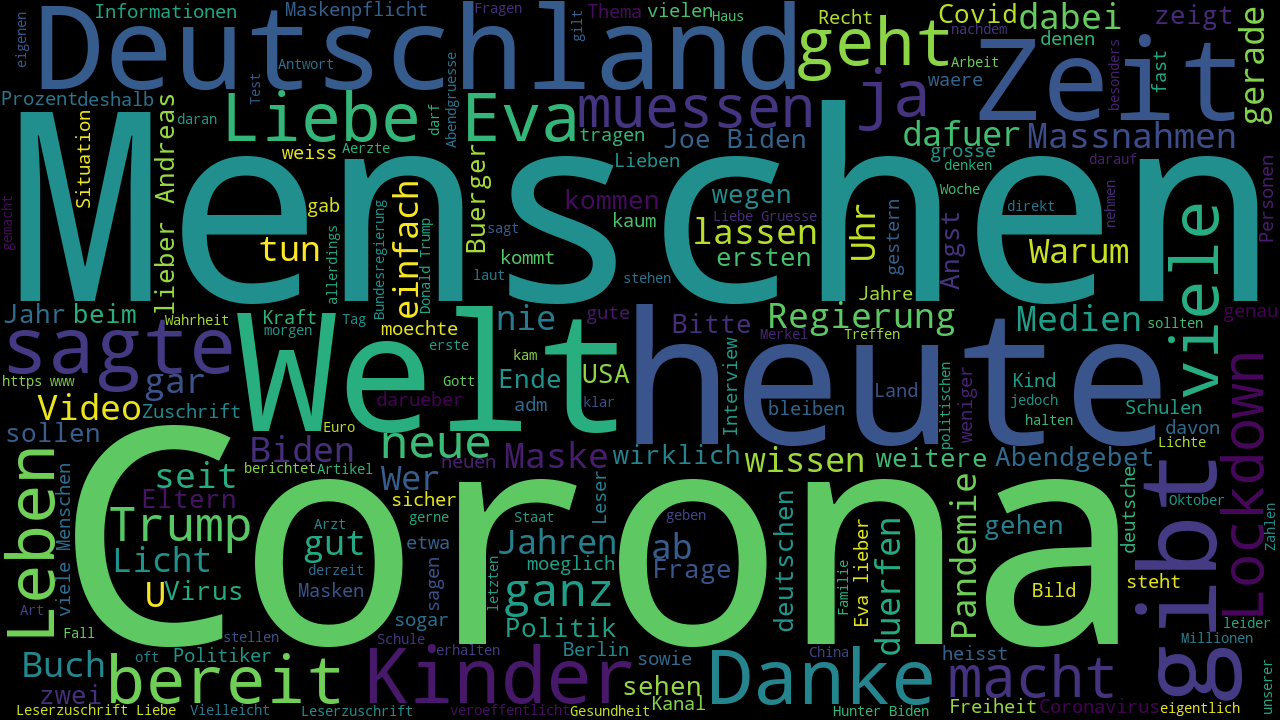 Informationen Maskenpflicht Fragen Thema vielen Haus Recht Covid dabei zeigt
eigenen Deutschland gilt geht nachdem denen Zeit gerade
Antwort Test Arbeit besonders fast
Prozent deshalb daran Liebe Eva muessen ja waere
darf Abendgruesse tragen Joe Biden dafuer Massnahmen
Situation lieber Andreas weiss Aerzte Buerger Lieben grosse denken darauf
Menschen
gemacht gab kommen wegen Woche nehmen Personen
einfach sagt kaum Liebe Gruesse Uhr gestern Angst direkt viele
tun allerdings Bundesregierung Donald Trump kommt lassen ersten Warum
laut stehen Jahre
Jahr beim Wahrheit Kraft Tag nie gute Bitte Regierung Medien sollten genau
sagte morgen moechte Merkel Treffen
Welt erste kam heute
https www gar Gott Ende USA Interview Land politischen weniger Kind
Video Zuschrift darueber adm klar bleiben jedoch Schulen
sollen Euro halten davon
Biden neue Lichte
Leben viele Menschen seit berichtet Artikel Wer neuen Maske wirklich wissen weitere Abendgebet Lockdown
Corona
Eltern sicher Leser deutschen deutscher gibt Oktober Zahlen
Trump Arzt gut gerne Staat geben Pandemie gehen
Licht etwa Jahren ab Eva lieber duerfen
U Virus derzeit Masken sagen letzten moeglich Frage Familie Bild steht
Art ganz
Fall stellen sogar Politik leider
oft Politiker Schule erhalten Berlin China heisst Millionen
Buch bereit Kinder sowie Danke macht unserer
zwei sehen
Leserzuschrift Liebe Vielleicht Leserzuschrift veroeffentlicht Gesundheit Kanal Hunter Biden Freiheit Coronavirus eigentlich